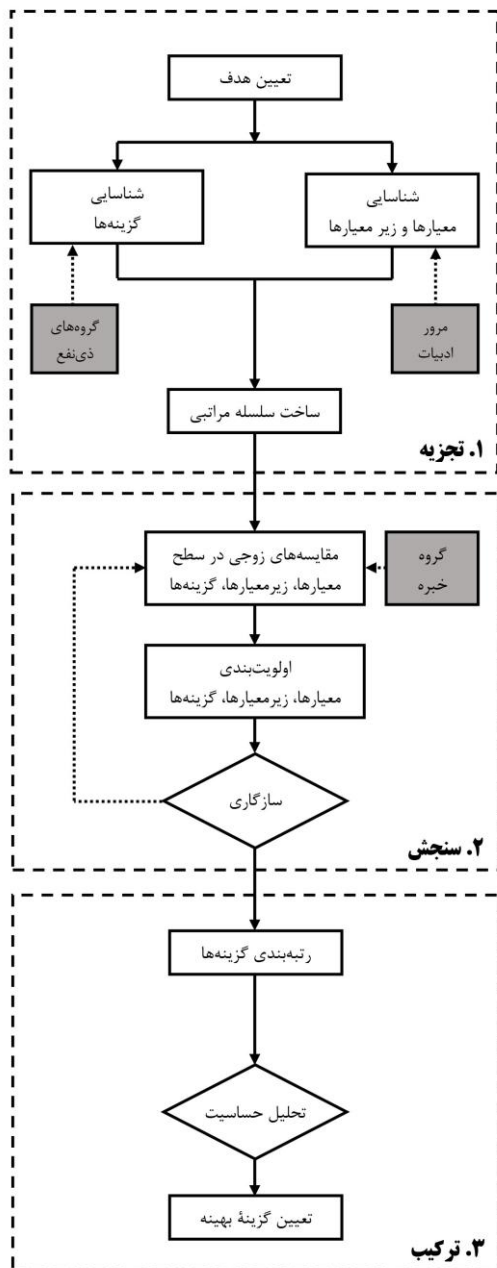 تعیین هدف
شناسایی
معیارها و زیر معیارها
شناسایی
گزینه‌ها
مرور
ادبیات
گروه‌های
ذی‌نفع
ساخت سلسله مراتبی
۱. تجزیه
مقایسه‌های زوجی در سطح
معیارها، زیرمعیارها، گزینه‌ها
گروه
خبره
اولویت‌بندی
معیارها، زیرمعیارها، گزینه‌ها
سازگاری
۲. سنجش
رتبه‌بندی گزینه‌ها
تحلیل حساسیت
تعیین گزینهٔ بهینه
۳. ترکیب